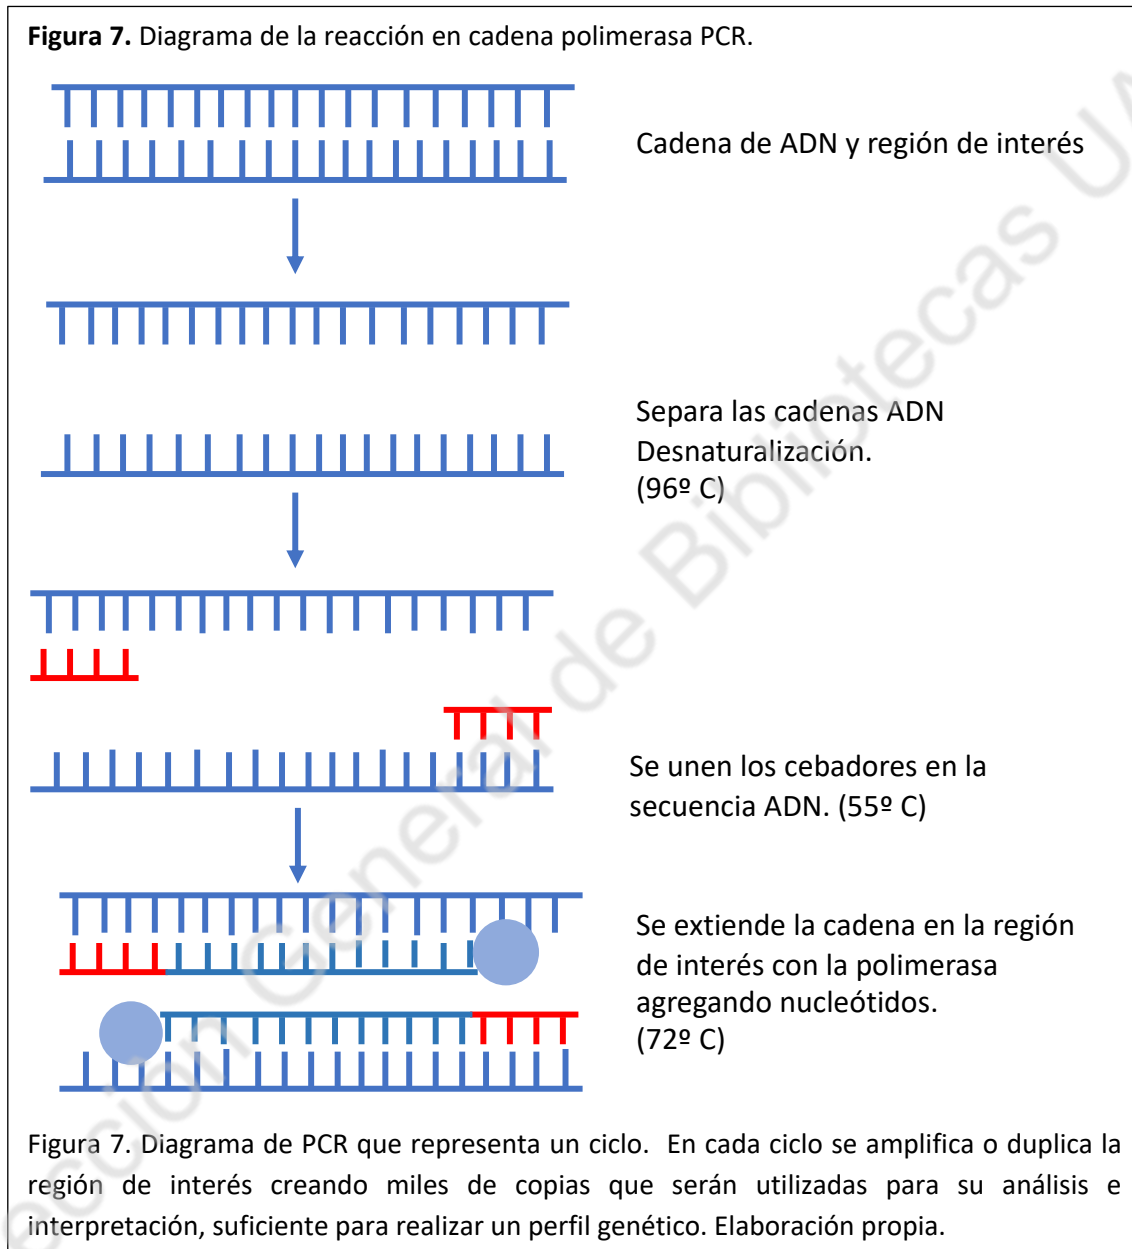 Figura 7. Diagrama de la reacción en cadena polimerasa PCR.
Cadena de ADN y región de interés
Separa las cadenas ADN
Desnaturalización.
(96º C)
Se unen los cebadores en la
secuencia ADN. (55º C)
Se extiende la cadena en la región
de interés con la polimerasa
agregando nucleótidos.
(72º C)
Figura 7. Diagrama de PCR que representa un ciclo. En cada ciclo se amplifica o duplica la
región de interés creando miles de copias que serán utilizadas para su análisis e
interpretación, suficiente para realizar un perfil genético. Elaboración propia.
General de Bibliotecas